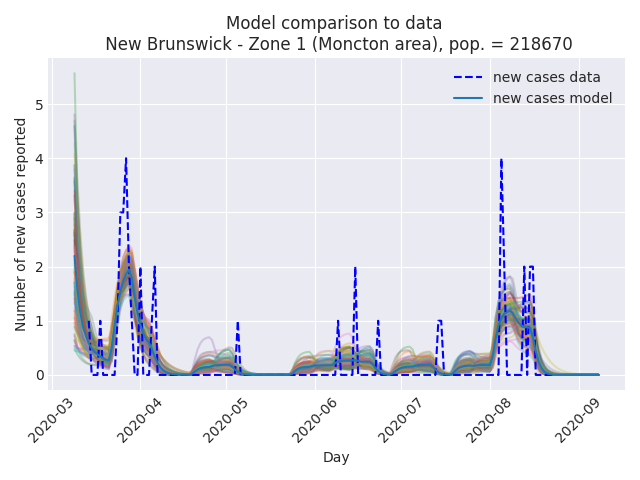 Model comparison to data
New Brunswick - Zone 1 (Moncton area), pop. = 218670
new cases data
new cases model
Number of new cases reported
5
4
3
2
1
0
2020-03
2020-04
2020-05
2020-06
2020-07
2020-08
2020-09
Day